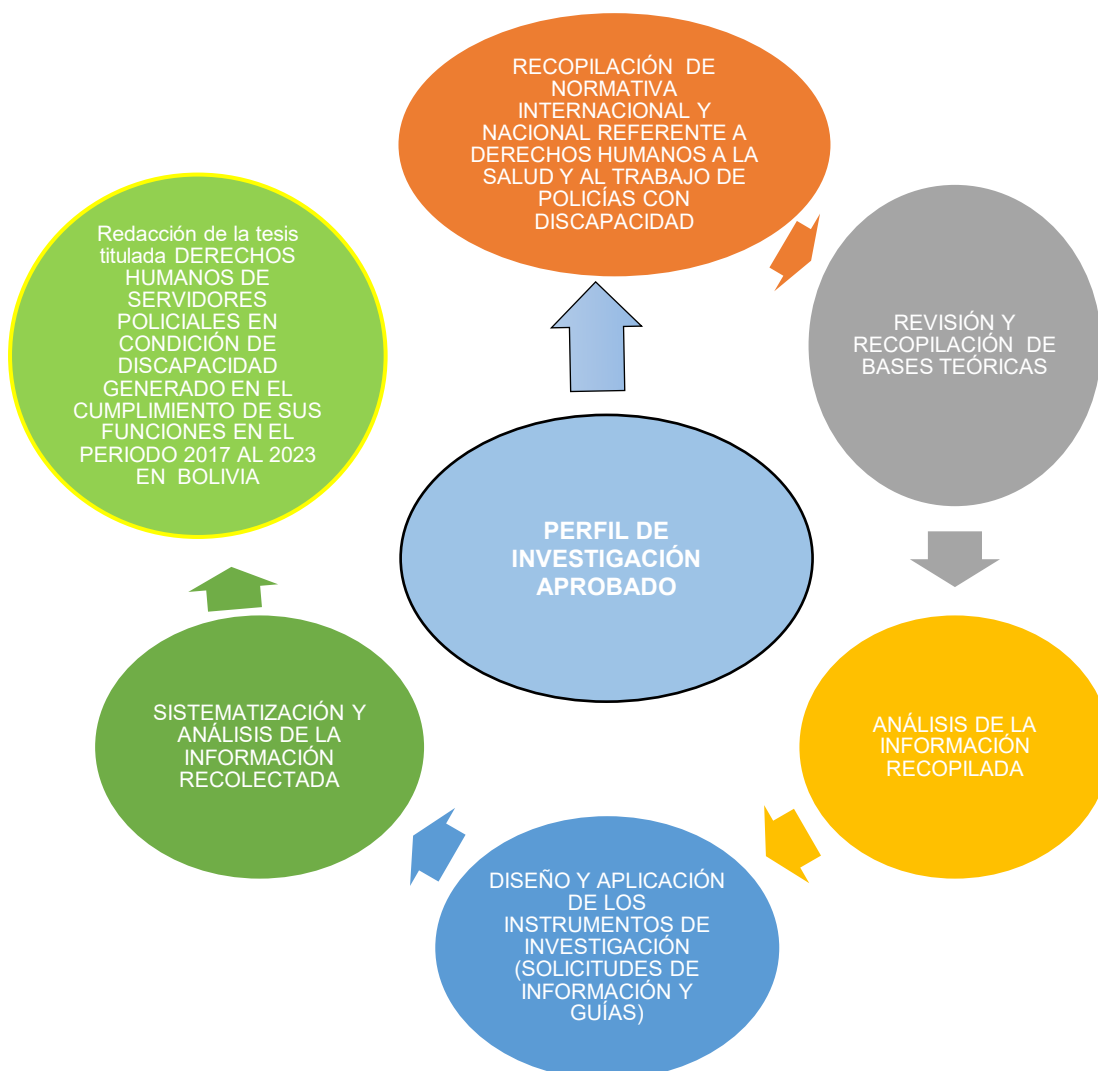 RECOPILACIÓN DE
NORMATIVA
INTERNACIONAL Y
NACIONAL REFERENTE A
DERECHOS HUMANOS A LA
SALUD Y AL TRABAJO DE
POLICÍAS CON
DISCAPACIDAD
REVISIÓN Y
RECOPILACIÓN DE
BASES TEÓRICAS
ANÁLISIS DE LA
INFORMACIÓN
RECOPILADA
DISEÑO Y APLICACIÓN
DE LOS
INSTRUMENTOS DE
INVESTIGACIÓN
(SOLICITUDES DE
INFORMACIÓN Y
GUÍAS)
SISTEMATIZACIÓN Y
ANÁLISIS DE LA
INFORMACIÓN
RECOLECTADA
Redacción de la tesis
titulada DERECHOS
HUMANOS DE
SERVIDORES
POLICIALES EN
CONDICIÓN DE
DISCAPACIDAD
GENERADO EN EL
CUMPLIMIENTO DE SUS
FUNCIONES EN EL
PERIODO 2017 AL 2023
EN BOLIVIA
PERFIL DE
INVESTIGACIÓN
APROBADO